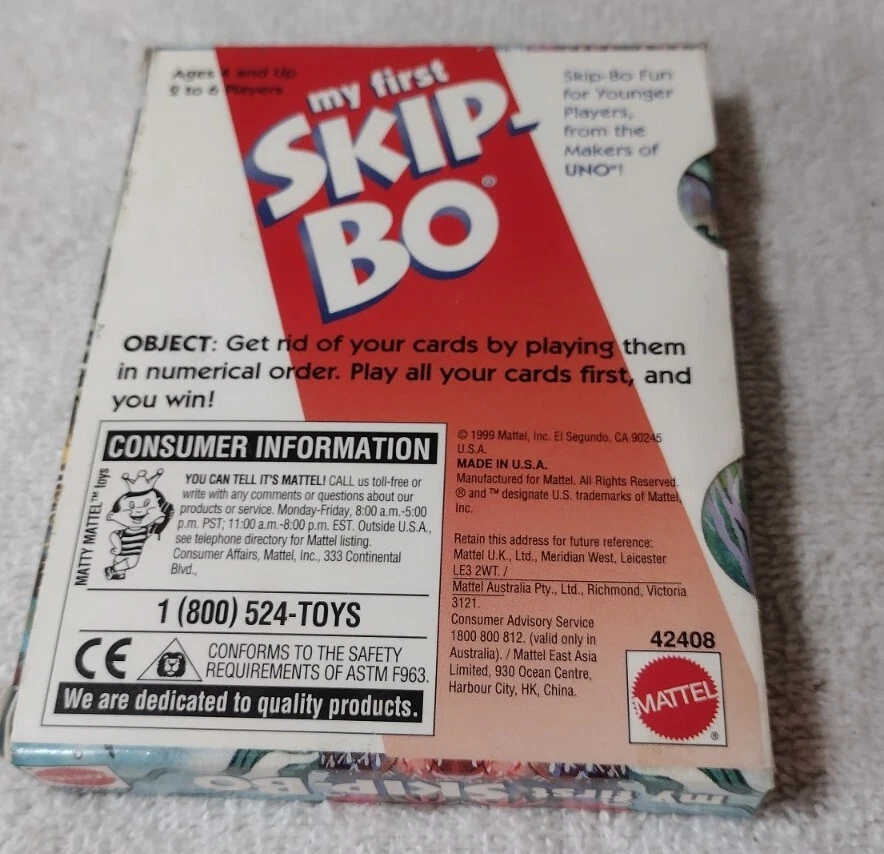 Ages 4 and Up
2 to 6 Players
my first
SKIP-
BO®
Skip-Bo Fun
for Younger
Players,
from the
Makers of
UNO®!
OBJECT: Get rid of your cards by playing them
in numerical order. Play all your cards first, and
you win!
CONSUMER INFORMATION
MATTY MATTEL™ toys
YOU CAN TELL IT'S MATTEL! CALL us toll-free or
write with any comments or questions about our
products or service. Monday-Friday, 8:00 a.m.-5:00
p.m. PST; 11:00 a.m.-8:00 p.m. EST. Outside U.S.A.,
see telephone directory for Mattel listing.
Consumer Affairs, Mattel, Inc., 333 Continental
Blvd.,
1 (800) 524-TOYS
CE
CONFORMS TO THE SAFETY
REQUIREMENTS OF ASTM F963.
We are dedicated to quality products.
© 1999 Mattel, Inc. El Segundo, CA 90245
U.S.A.
MADE IN U.S.A.
Manufactured for Mattel. All Rights Reserved.
® and ™ designate U.S. trademarks of Mattel,
Inc.
Retain this address for future reference:
Mattel U.K., Ltd., Meridian West, Leicester
LE3 2WT. /
Mattel Australia Pty., Ltd., Richmond, Victoria
3121.
Consumer Advisory Service
1800 800 812. (valid only in
Australia). / Mattel East Asia
Limited, 930 Ocean Centre,
Harbour City, HK, China.
42408
MATTEL
®
my first SKIP-BO